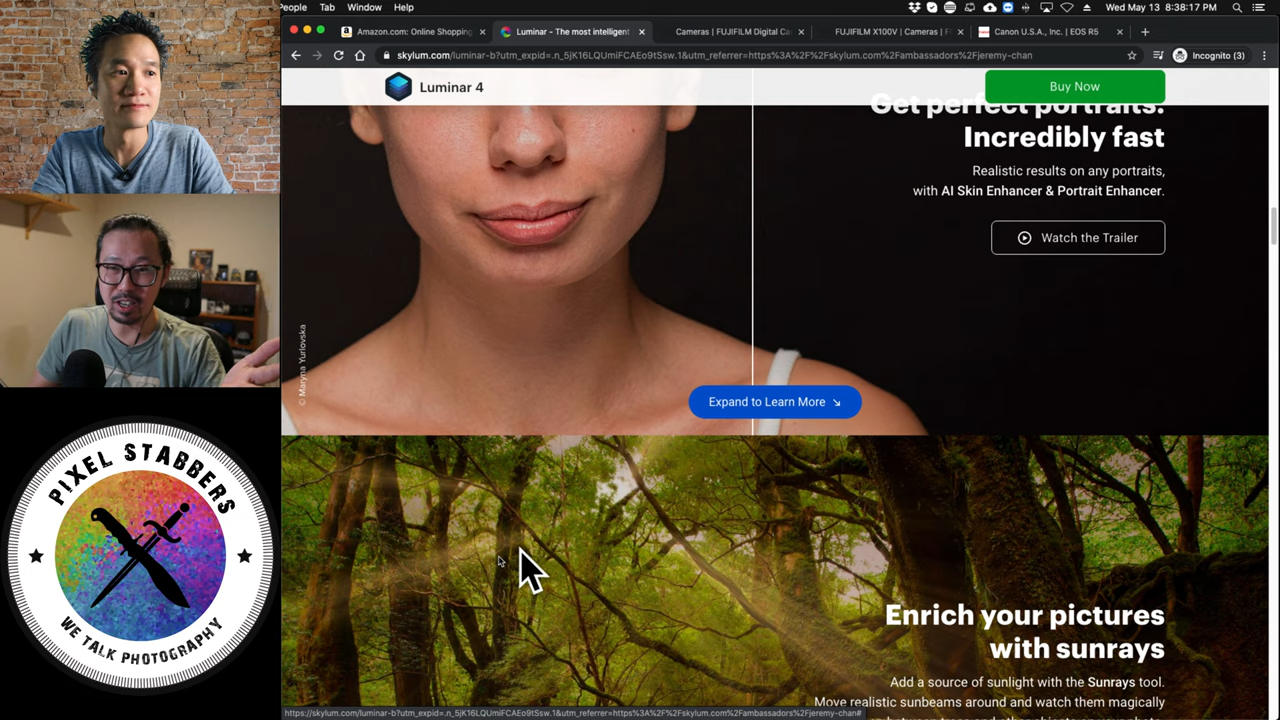 People Tab Window Help
Wed May 13 8:38:17 PM
Amazon.com: Online Shopping
Luminar - The most intelligent
Cameras | FUJIFILM Digital Ca
FUJIFILM X100V | Cameras | F
Canon U.S.A., Inc. | EOS R5
skylum.com/luminar-b?utm_expid=.n_5jK16LQUmiFCAEo9tSsw.1&utm_referrer=https%3A%2F%2Fskylum.com%2Fambassadors%2Fjeremy-chan
Incognito (3)
Luminar 4
Buy Now
Get perfect portraits.
Incredibly fast
Realistic results on any portraits,
with AI Skin Enhancer & Portrait Enhancer.
Watch the Trailer
© Maryna Yurlovska
Expand to Learn More
Enrich your pictures
with sunrays
Add a source of sunlight with the Sunrays tool.
Move realistic sunbeams around and watch them magically
https://skylum.com/luminar-b?utm_expid=.n_5jK16LQUmiFCAEo9tSsw.1&utm_referrer=https%3A%2F%2Fskylum.com%2Fambassadors%2Fjeremy-chan#
PIXEL STABBERS
WE TALK PHOTOGRAPHY